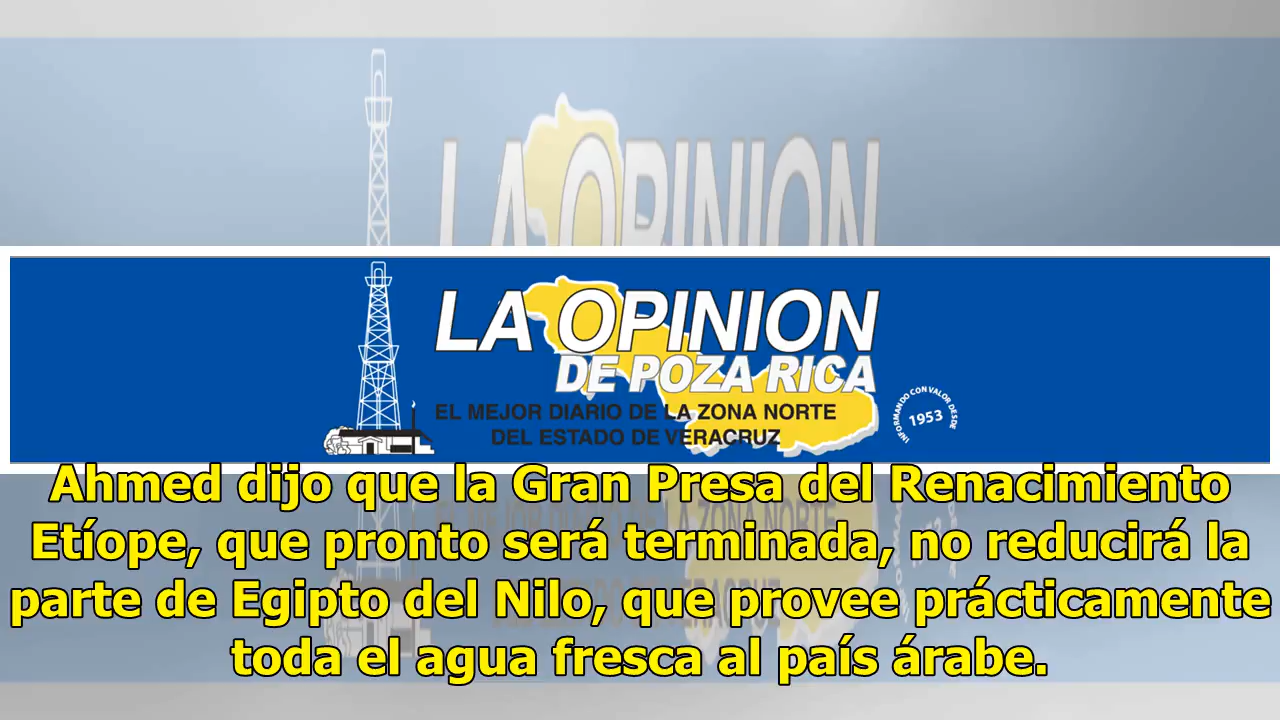 LA OPINION
LA OPINION
DE POZA RICA
EL MEJOR DIARIO DE LA ZONA NORTE
DEL ESTADO DE VERACRUZ
INFORMANDO CON VALOR DESDE
1953
Ahmed dijo que la Gran Presa del Renacimiento
Etíope, que pronto será terminada, no reducirá la
parte de Egipto del Nilo, que provee prácticamente
toda el agua fresca al país árabe.